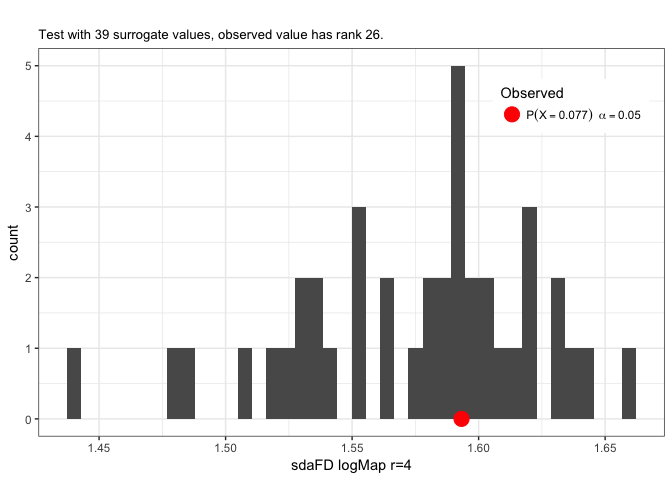 Test with 39 surrogate values, observed value has rank 26.
Observed
P(X = 0.077)  α = 0.05
5
4
3
2
1
0
count
1.45 1.50 1.55 1.60 1.65
sdaFD logMap r=4